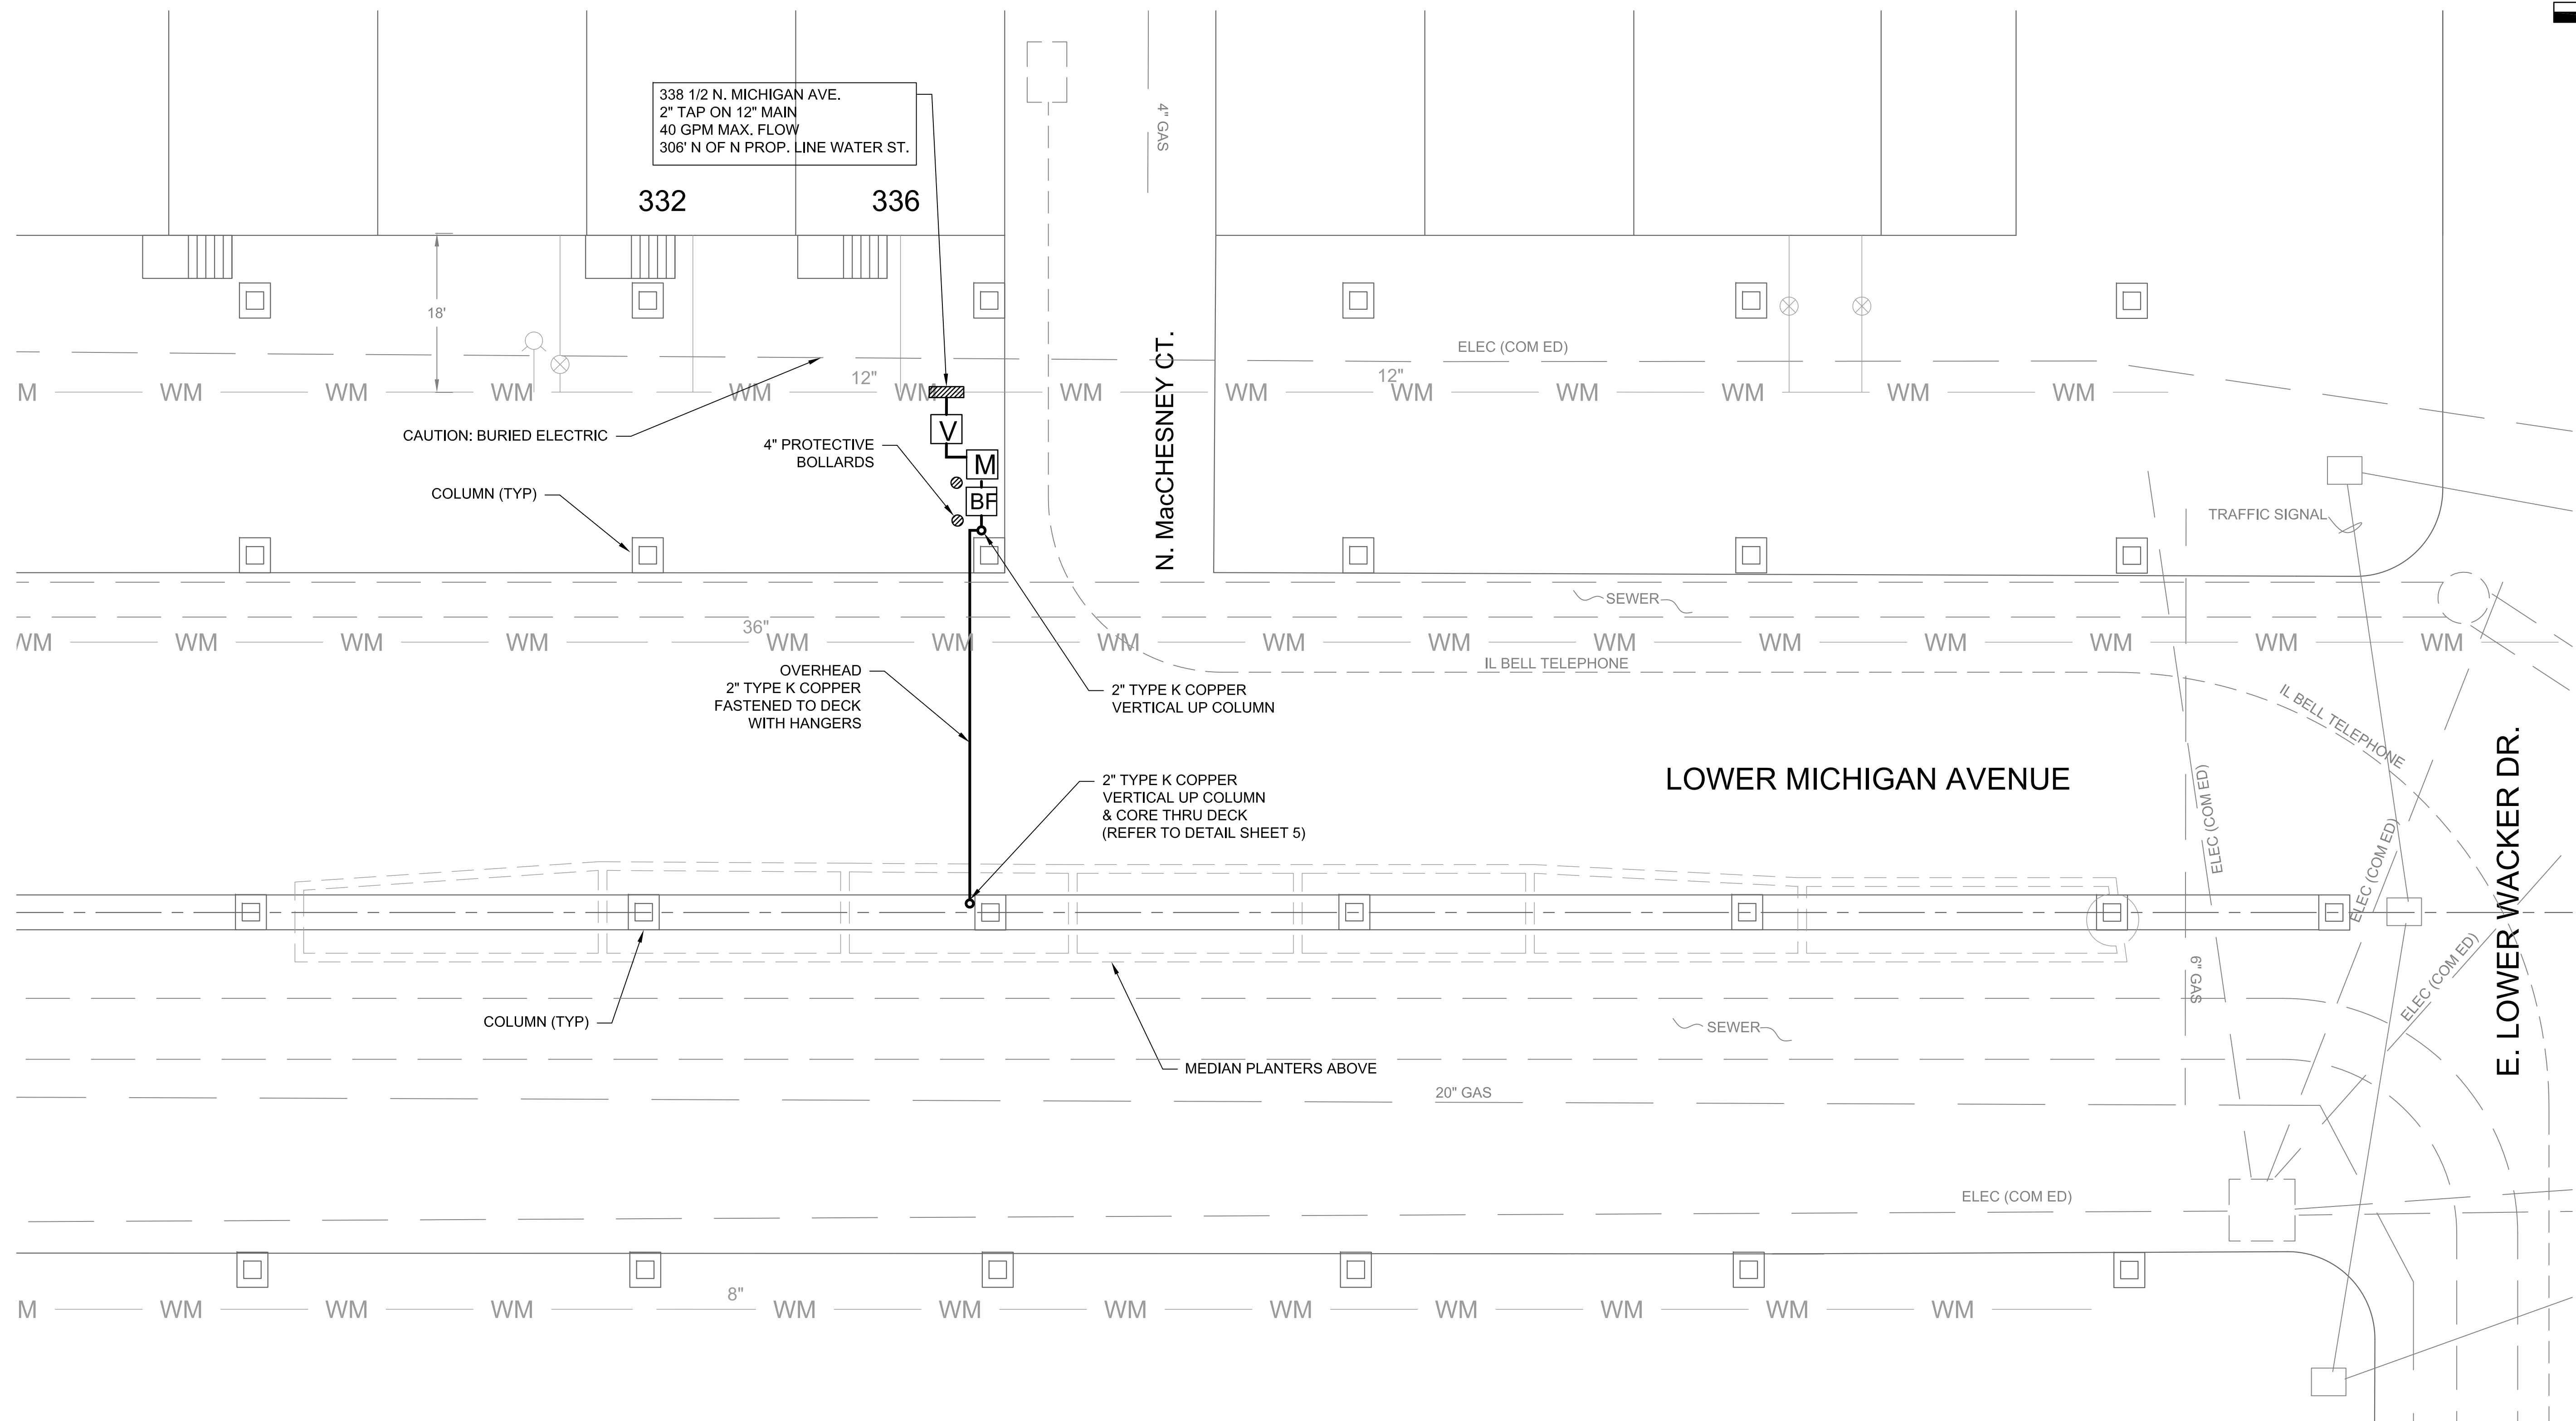 338 1/2 N. MICHIGAN AVE.
2" TAP ON 12" MAIN
40 GPM MAX. FLOW
306' N OF N PROP. LINE WATER ST.
4" GAS
332
336
18'
N. MacCHESNEY CT.
ELEC (COM ED)
12"
12"
M WM WM WM WM WM WM WM WM WM WM WM WM
CAUTION: BURIED ELECTRIC
V
4" PROTECTIVE
BOLLARDS
M
BF
COLUMN (TYP)
TRAFFIC SIGNAL
SEWER
36"
WM WM WM WM WM WM WM WM WM WM WM WM WM WM WM
IL BELL TELEPHONE
OVERHEAD
2" TYPE K COPPER
FASTENED TO DECK
WITH HANGERS
2" TYPE K COPPER
VERTICAL UP COLUMN
IL BELL TELEPHONE
2" TYPE K COPPER
VERTICAL UP COLUMN
& CORE THRU DECK
(REFER TO DETAIL SHEET 5)
LOWER MICHIGAN AVENUE
ELEC (COM ED)
ELEC (COM ED)
E. LOWER WACKER DR.
ELEC (COM ED)
6" GAS
COLUMN (TYP)
SEWER
MEDIAN PLANTERS ABOVE
20" GAS
ELEC (COM ED)
8"
M WM WM WM WM WM WM WM WM WM WM WM